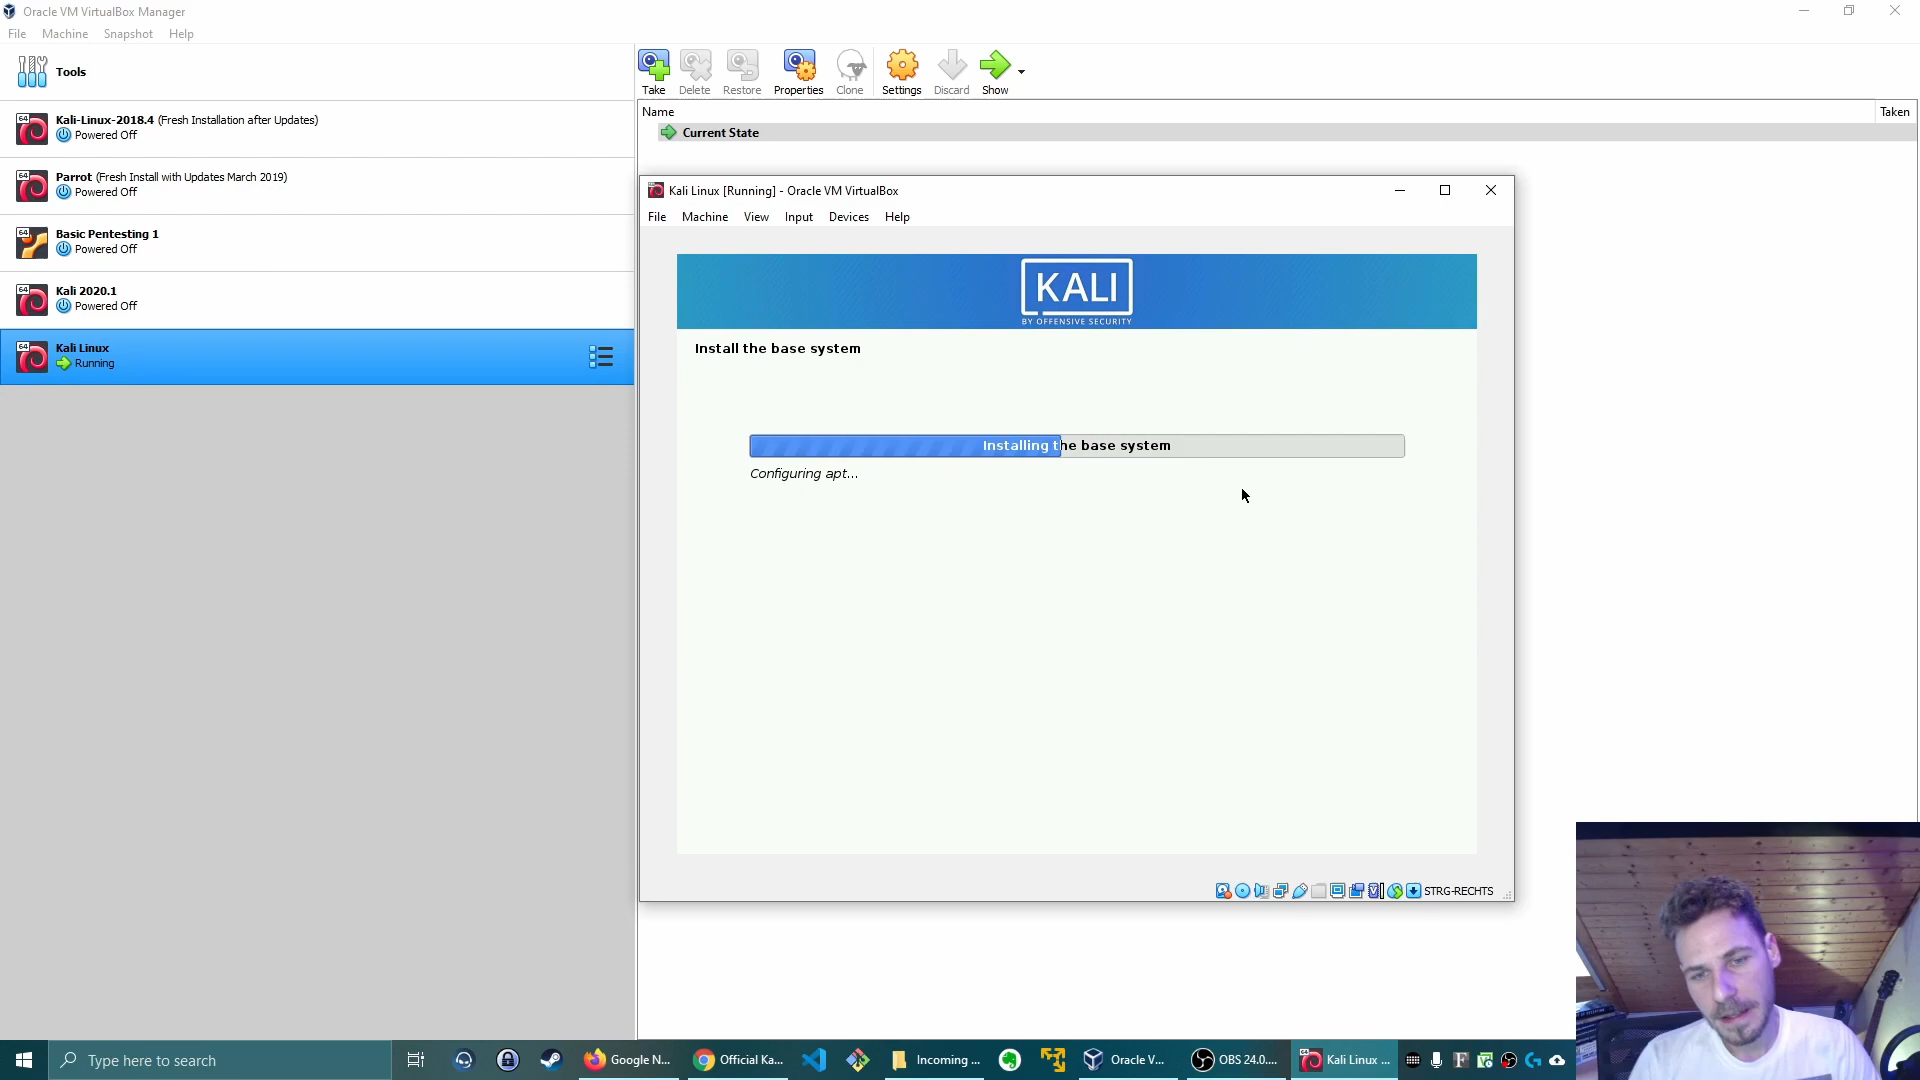 Oracle VM VirtualBox Manager
File Machine Snapshot Help
Tools
Take Delete Restore Properties Clone Settings Discard Show
Name Taken
Current State
64
Kali-Linux-2018.4 (Fresh Installation after Updates)
Powered Off
64
Parrot (Fresh Install with Updates March 2019)
Powered Off
64
Basic Pentesting 1
Powered Off
64
Kali 2020.1
Powered Off
64
Kali Linux
Running
Kali Linux [Running] - Oracle VM VirtualBox
File Machine View Input Devices Help
KALI
BY OFFENSIVE SECURITY
Install the base system
Installing the base system
Configuring apt...
STRG-RECHTS
Type here to search
Google N...
Official Ka...
Incoming ...
Oracle V...
OBS 24.0....
Kali Linux ...